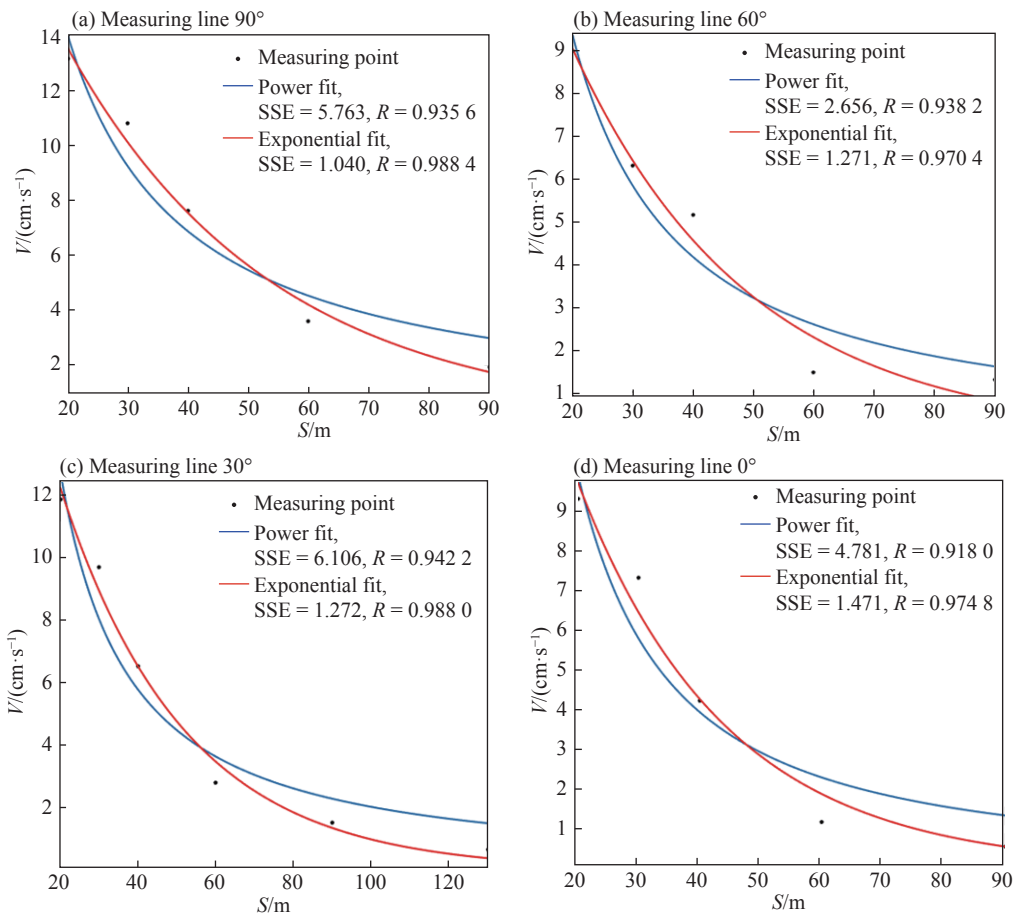 (a) Measuring line 90°
14
12
10
8
6
4
2
V/(cm·s⁻¹)
Measuring point
Power fit,
SSE = 5.763, R = 0.935 6
Exponential fit,
SSE = 1.040, R = 0.988 4
20 30 40 50 60 70 80 90
S/m
(b) Measuring line 60°
9
8
7
6
5
4
3
2
1
V/(cm·s⁻¹)
Measuring point
Power fit,
SSE = 2.656, R = 0.938 2
Exponential fit,
SSE = 1.271, R = 0.970 4
20 30 40 50 60 70 80 90
S/m
(c) Measuring line 30°
12
10
8
6
4
2
V/(cm·s⁻¹)
Measuring point
Power fit,
SSE = 6.106, R = 0.942 2
Exponential fit,
SSE = 1.272, R = 0.988 0
20 40 60 80 100 120
S/m
(d) Measuring line 0°
9
8
7
6
5
4
3
2
1
V/(cm·s⁻¹)
Measuring point
Power fit,
SSE = 4.781, R = 0.918 0
Exponential fit,
SSE = 1.471, R = 0.974 8
20 30 40 50 60 70 80 90
S/m